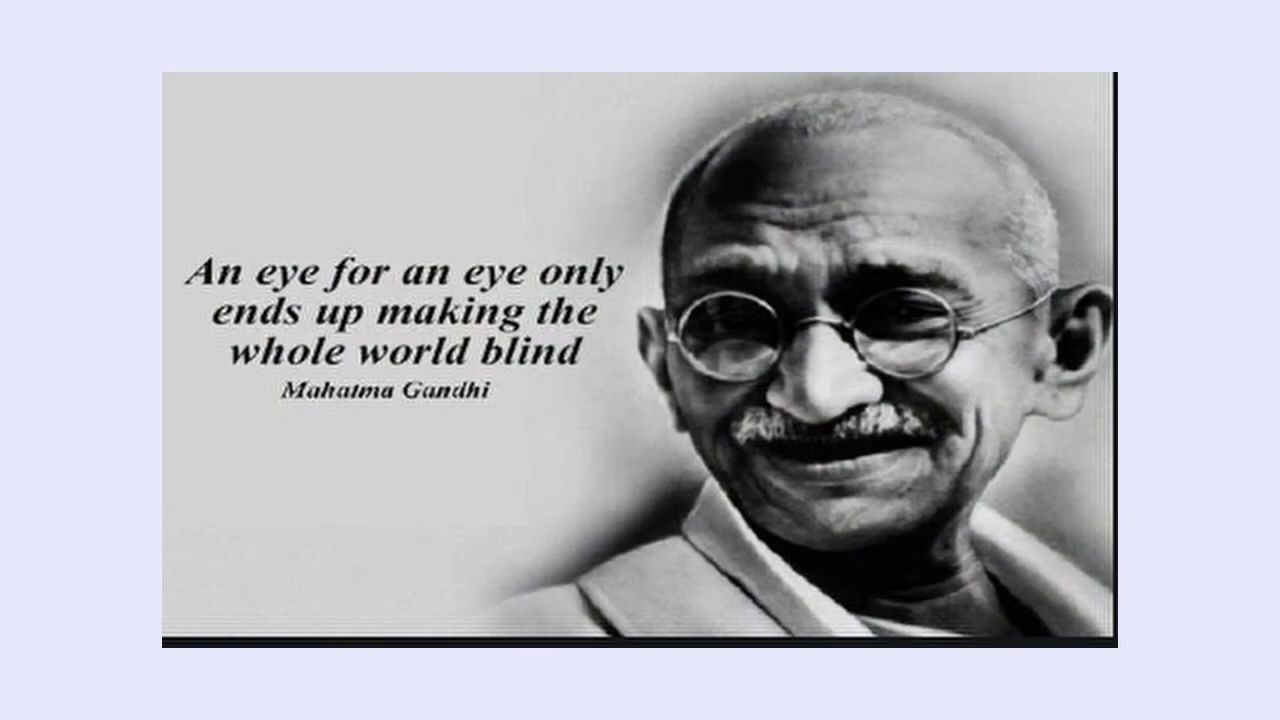 An eye for an eye only
ends up making the
whole world blind
Mahatma Gandhi